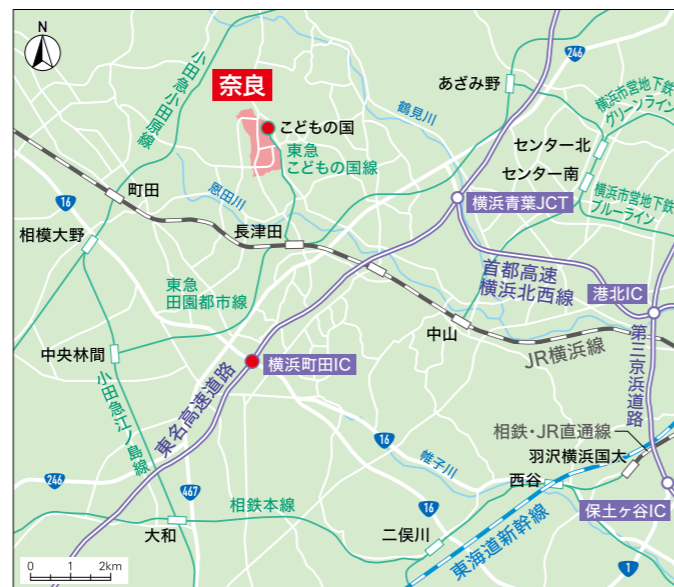 N
小田急小田原線
奈良
こどもの国
東急
こどもの国線
あざみ野
246
鶴見川
横浜市営地下鉄
グリーンライン
センター北
センター南
横浜市営地下鉄
ブルーライン
恩田川
町田
16
相模大野
長津田
横浜青葉JCT
首都高速
横浜北西線
港北IC
東急
田園都市線
中山
JR横浜線
第三京浜道路
中央林間
横浜町田IC
東名高速道路
小田急江ノ島線
16
相鉄・JR直通線
羽沢横浜国大
帷子川
246
467
相鉄本線
西谷
16
保土ヶ谷IC
大和
二俣川
東海道新幹線
1
0 1 2km